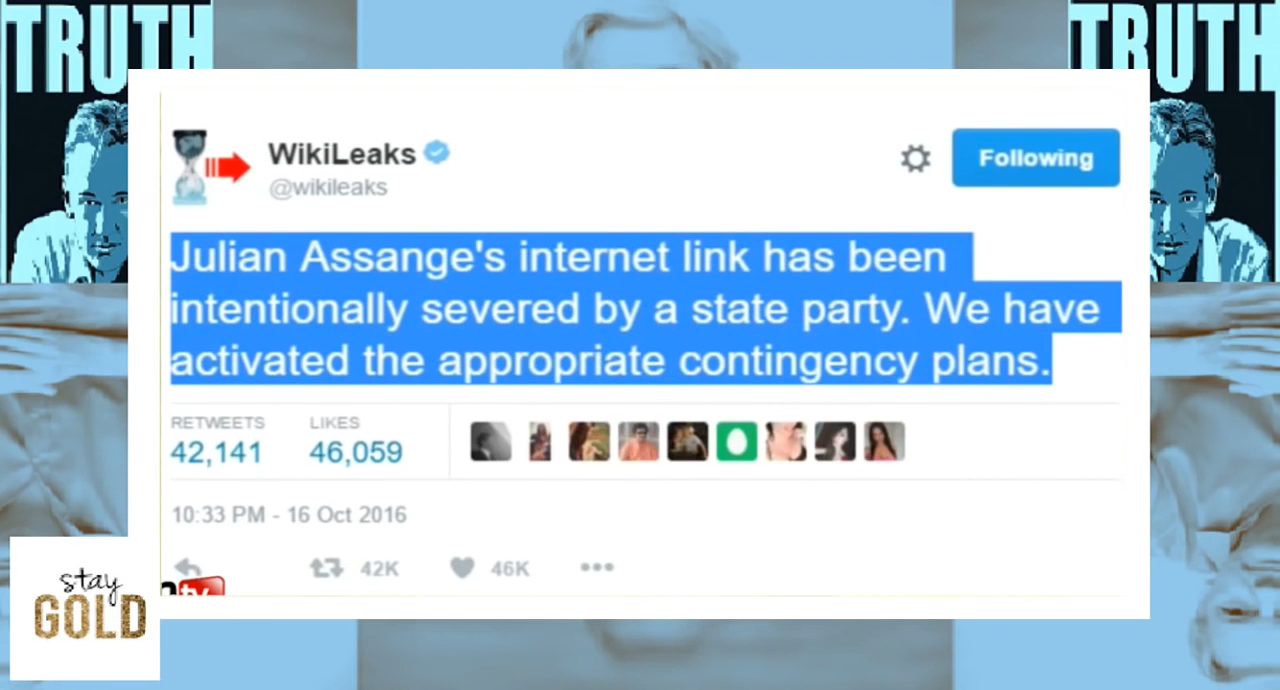 TRUTH
TRUTH
WikiLeaks
@wikileaks
Following
Julian Assange's internet link has been
intentionally severed by a state party. We have
activated the appropriate contingency plans.
RETWEETS LIKES
42,141 46,059
10:33 PM - 16 Oct 2016
42K 46K
stay
GOLD
tv